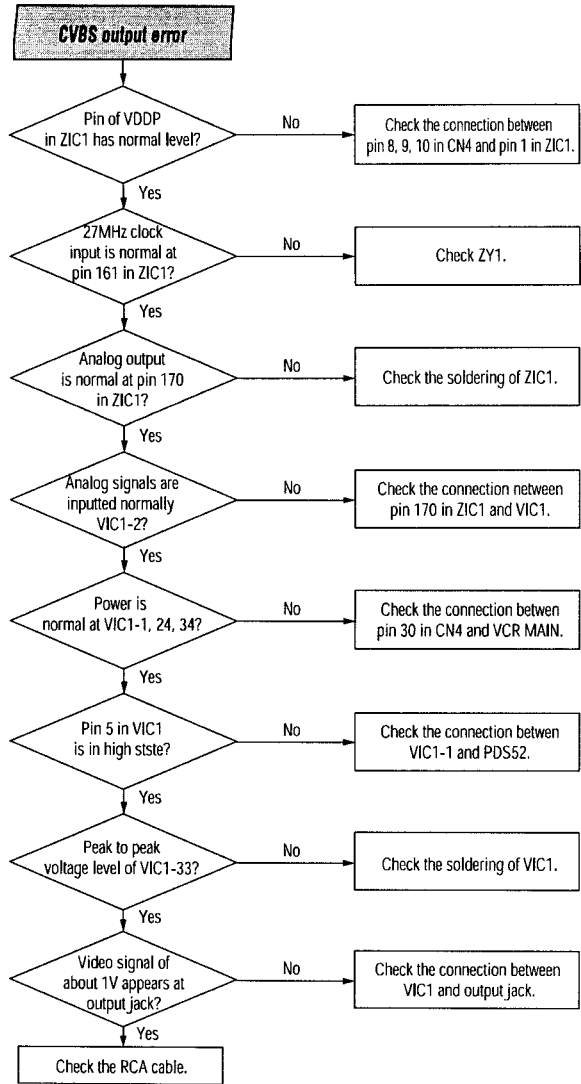 CVBS output error
Pin of VDDP
in ZIC1 has normal level?
No
Check the connection between
pin 8, 9, 10 in CN4 and pin 1 in ZIC1.
Yes
27MHz clock
input is normal at
pin 161 in ZIC1?
No
Check ZY1.
Yes
Analog output
is normal at pin 170
in ZIC1?
No
Check the soldering of ZIC1.
Yes
Analog signals are
inputted normally
VIC1-2?
No
Check the connection netween
pin 170 in ZIC1 and VIC1.
Yes
Power is
normal at VIC1-1, 24, 34?
No
Check the connection betwen
pin 30 in CN4 and VCR MAIN.
Yes
Pin 5 in VIC1
is in high stste?
No
Check the connection betwen
VIC1-1 and PDS52.
Yes
Peak to peak
voltage level of VIC1-33?
No
Check the soldering of VIC1.
Yes
Video signal of
about 1V appears at
output jack?
No
Check the connection between
VIC1 and output jack.
Yes
Check the RCA cable.